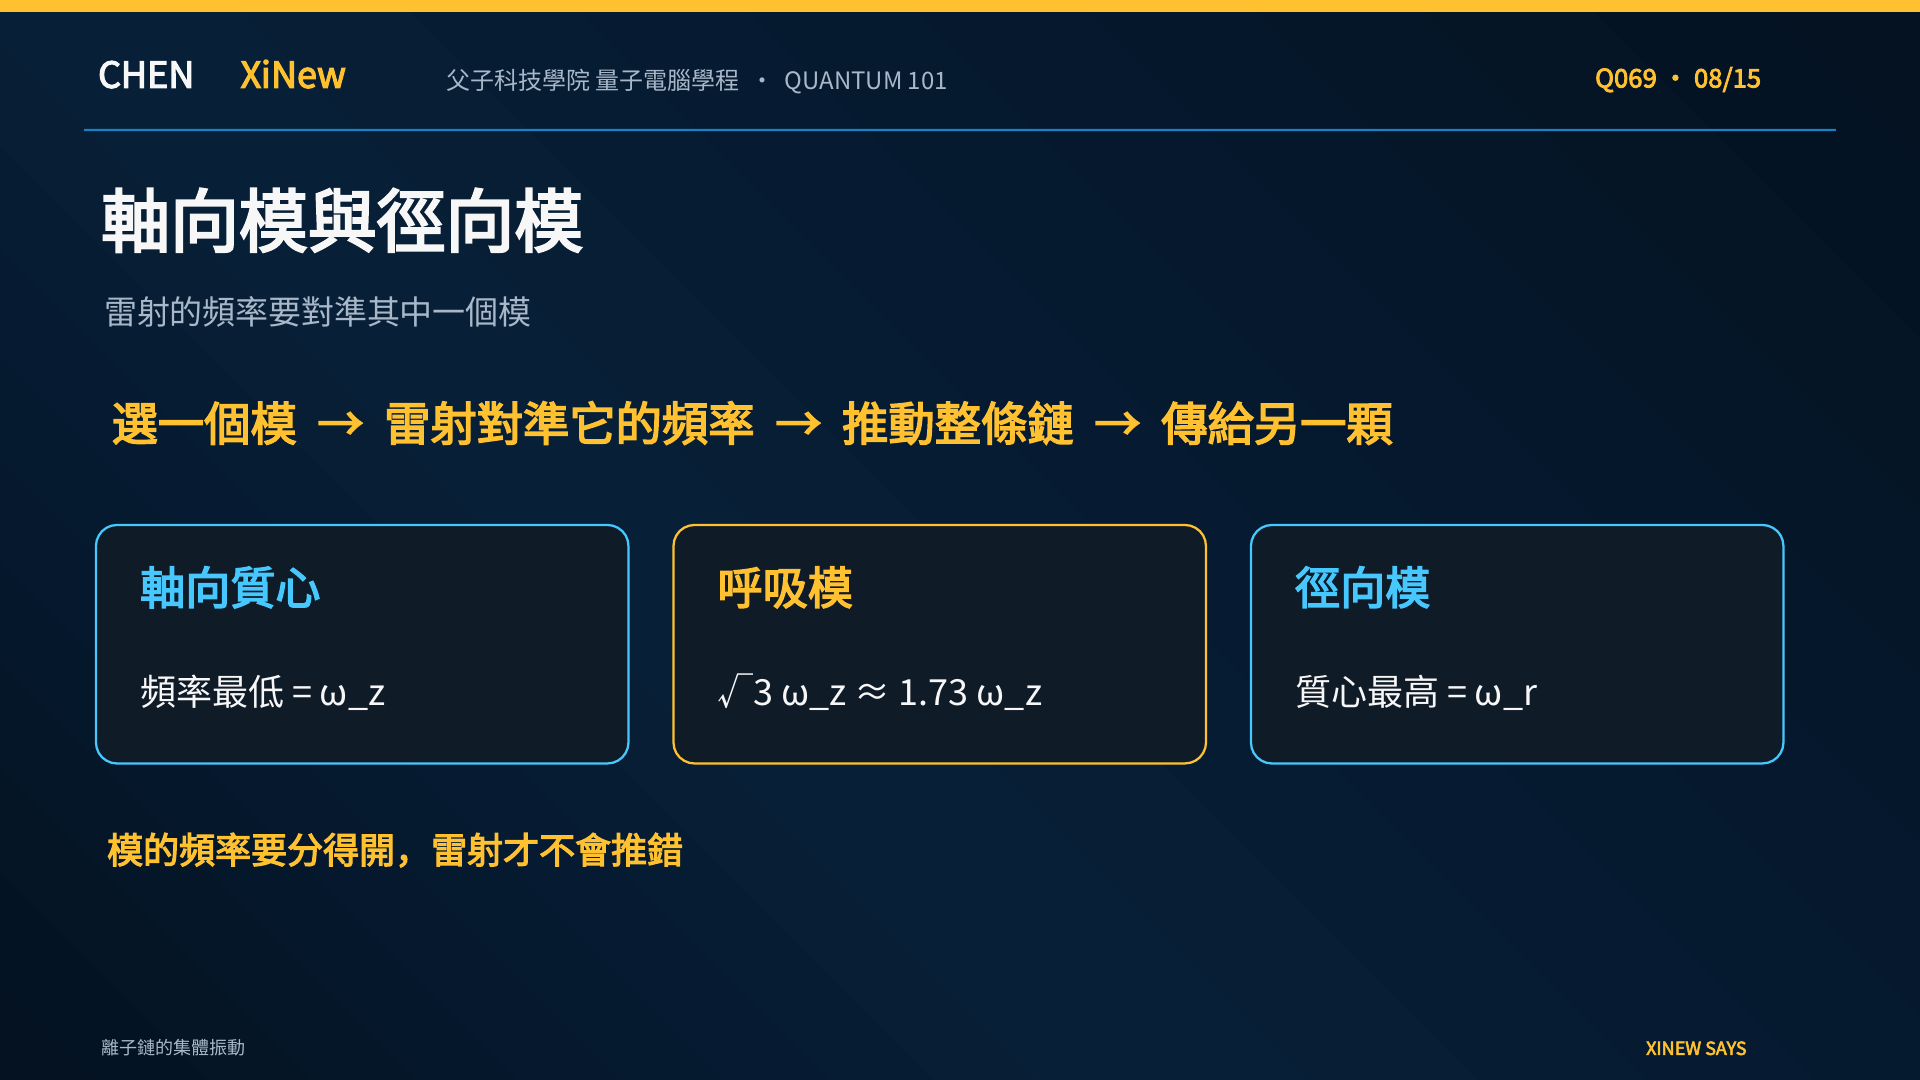 CHEN XiNew 父子科技學院 量子電腦學程 · QUANTUM 101 Q069 · 08/15
軸向模與徑向模
雷射的頻率要對準其中一個模
選一個模 → 雷射對準它的頻率 → 推動整條鏈 → 傳給另一顆
軸向質心
頻率最低 = ω_z
呼吸模
√3 ω_z ≈ 1.73 ω_z
徑向模
質心最高 = ω_r
模的頻率要分得開，雷射才不會推錯
離子鏈的集體振動
XINEW SAYS